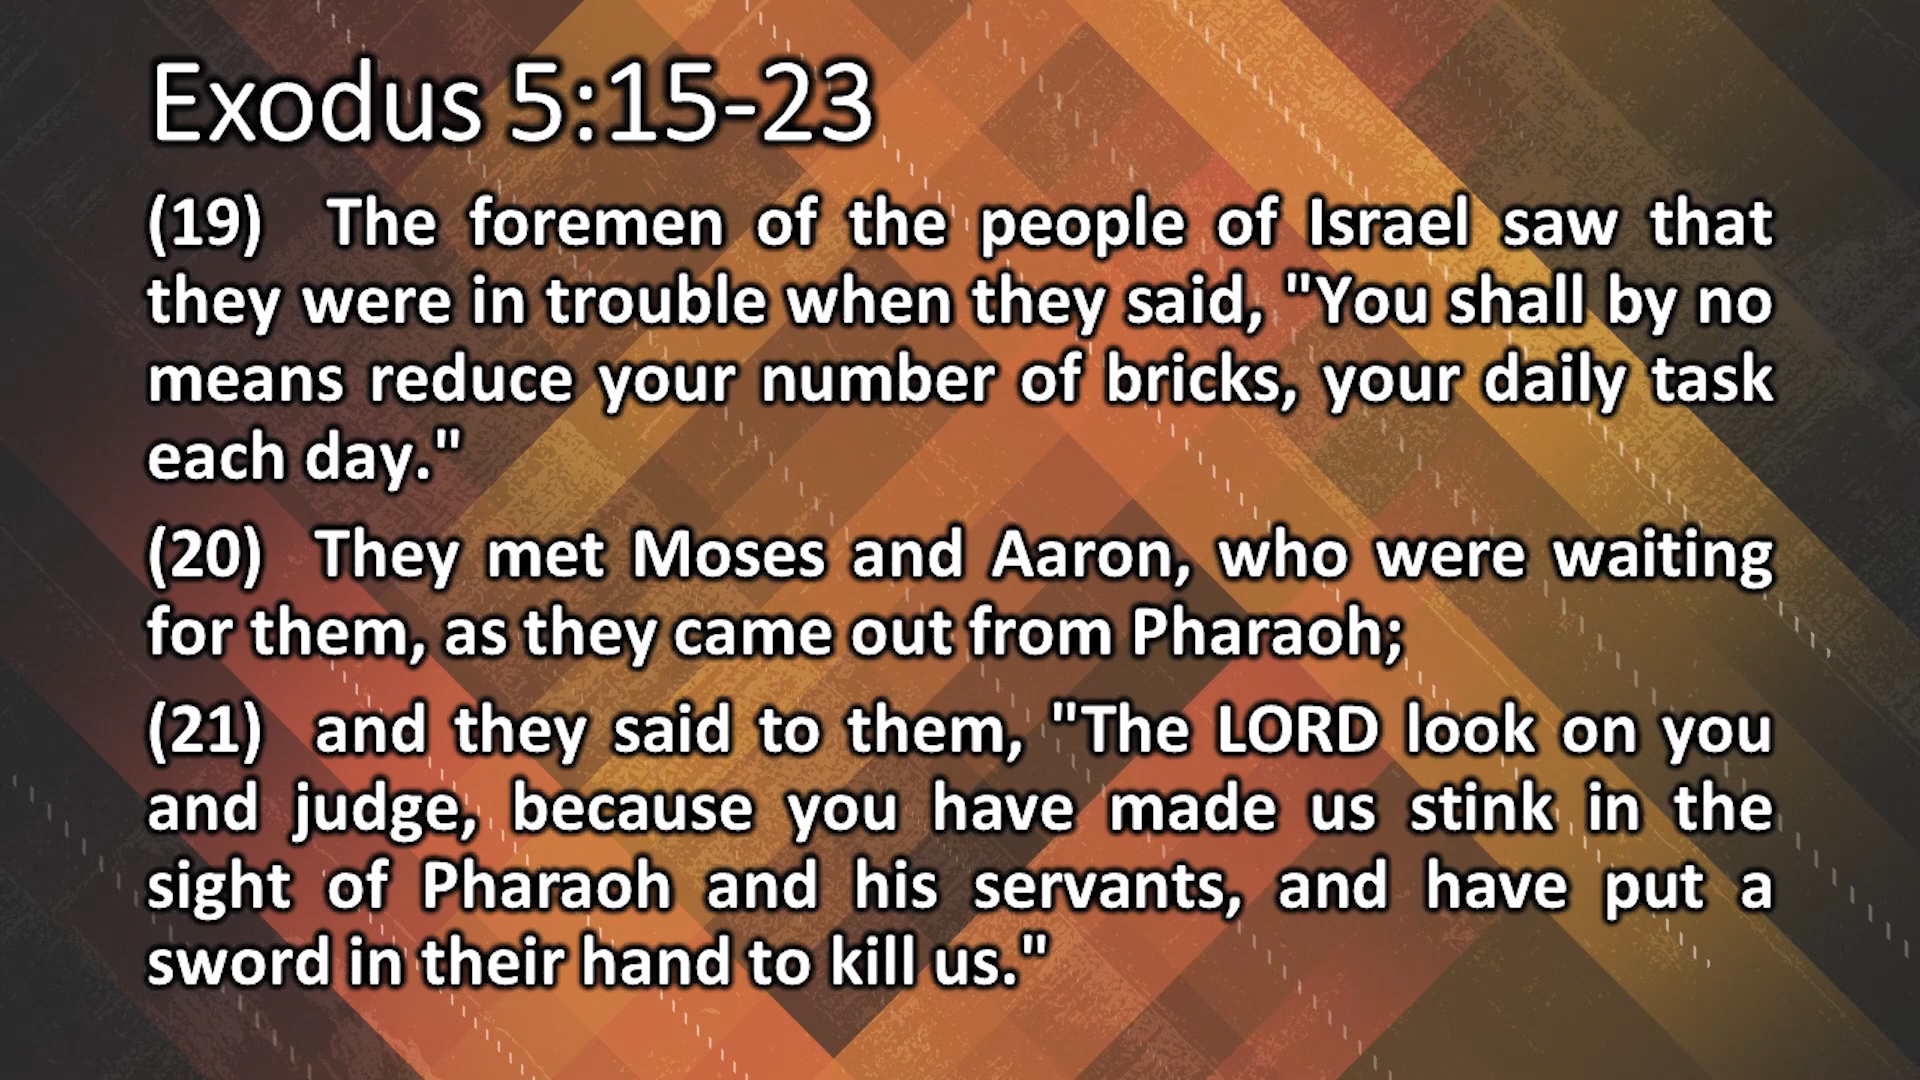 Exodus 5:15-23
(19) The foremen of the people of Israel saw that
they were in trouble when they said, "You shall by no
means reduce your number of bricks, your daily task
each day."
(20) They met Moses and Aaron, who were waiting
for them, as they came out from Pharaoh;
(21) and they said to them, "The LORD look on you
and judge, because you have made us stink in the
sight of Pharaoh and his servants, and have put a
sword in their hand to kill us."